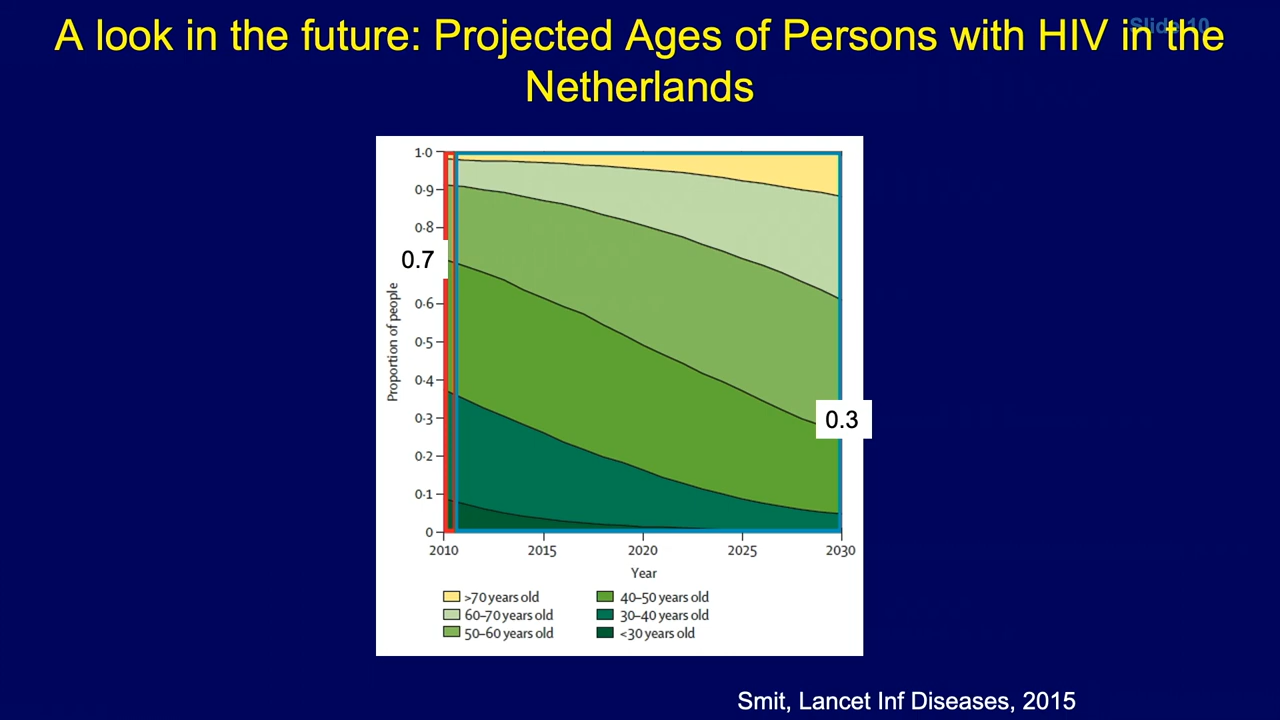 Slide 10
A look in the future: Projected Ages of Persons with HIV in the
Netherlands
1·0
0·9
0·8
0.7
0·6
0·5
0·4
0·3
0·2
0·1
0
Proportion of people
0.3
2010 2015 2020 2025 2030
Year
>70 years old 40–50 years old
60–70 years old 30–40 years old
50–60 years old <30 years old
Smit, Lancet Inf Diseases, 2015